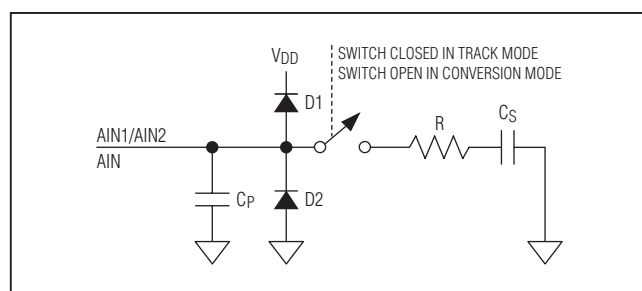 SWITCH CLOSED IN TRACK MODE
SWITCH OPEN IN CONVERSION MODE
VDD
D1
AIN1/AIN2
AIN
R
CS
CP
D2